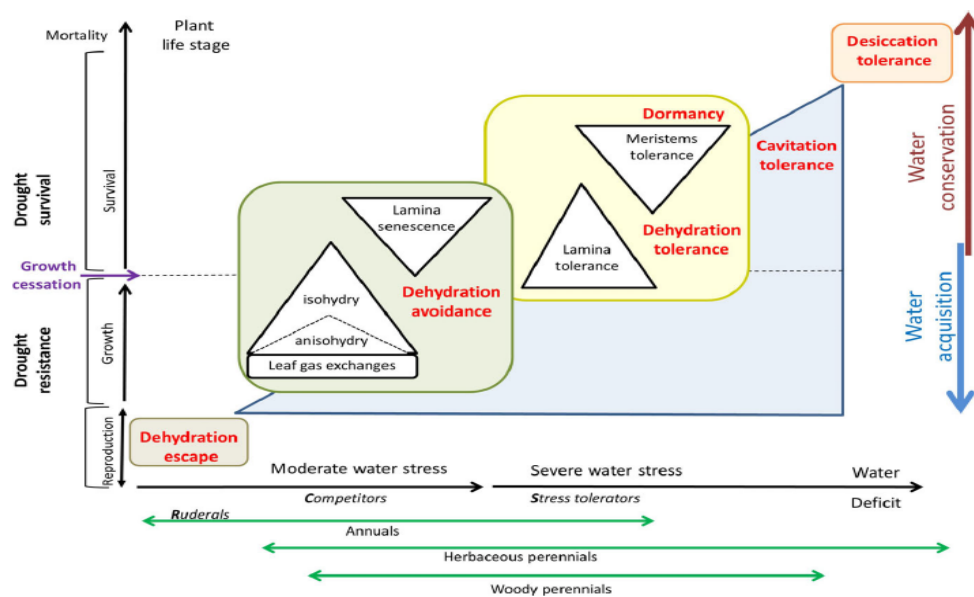 Mortality
Plant
life stage
Desiccation
tolerance
Dormancy
Meristems
tolerance
Cavitation
tolerance
Water
conservation
Drought
survival
Survival
Lamina
senescence
Dehydration
tolerance
Lamina
tolerance
Growth
cessation
isohydry
anisohydry
Dehydration
avoidance
Leaf gas exchanges
Water
acquisition
Drought
resistance
Growth
Reproduction
Dehydration
escape
Moderate water stress
Severe water stress
Water
Deficit
Competitors
Stress tolerators
Ruderals
Annuals
Herbaceous perennials
Woody perennials